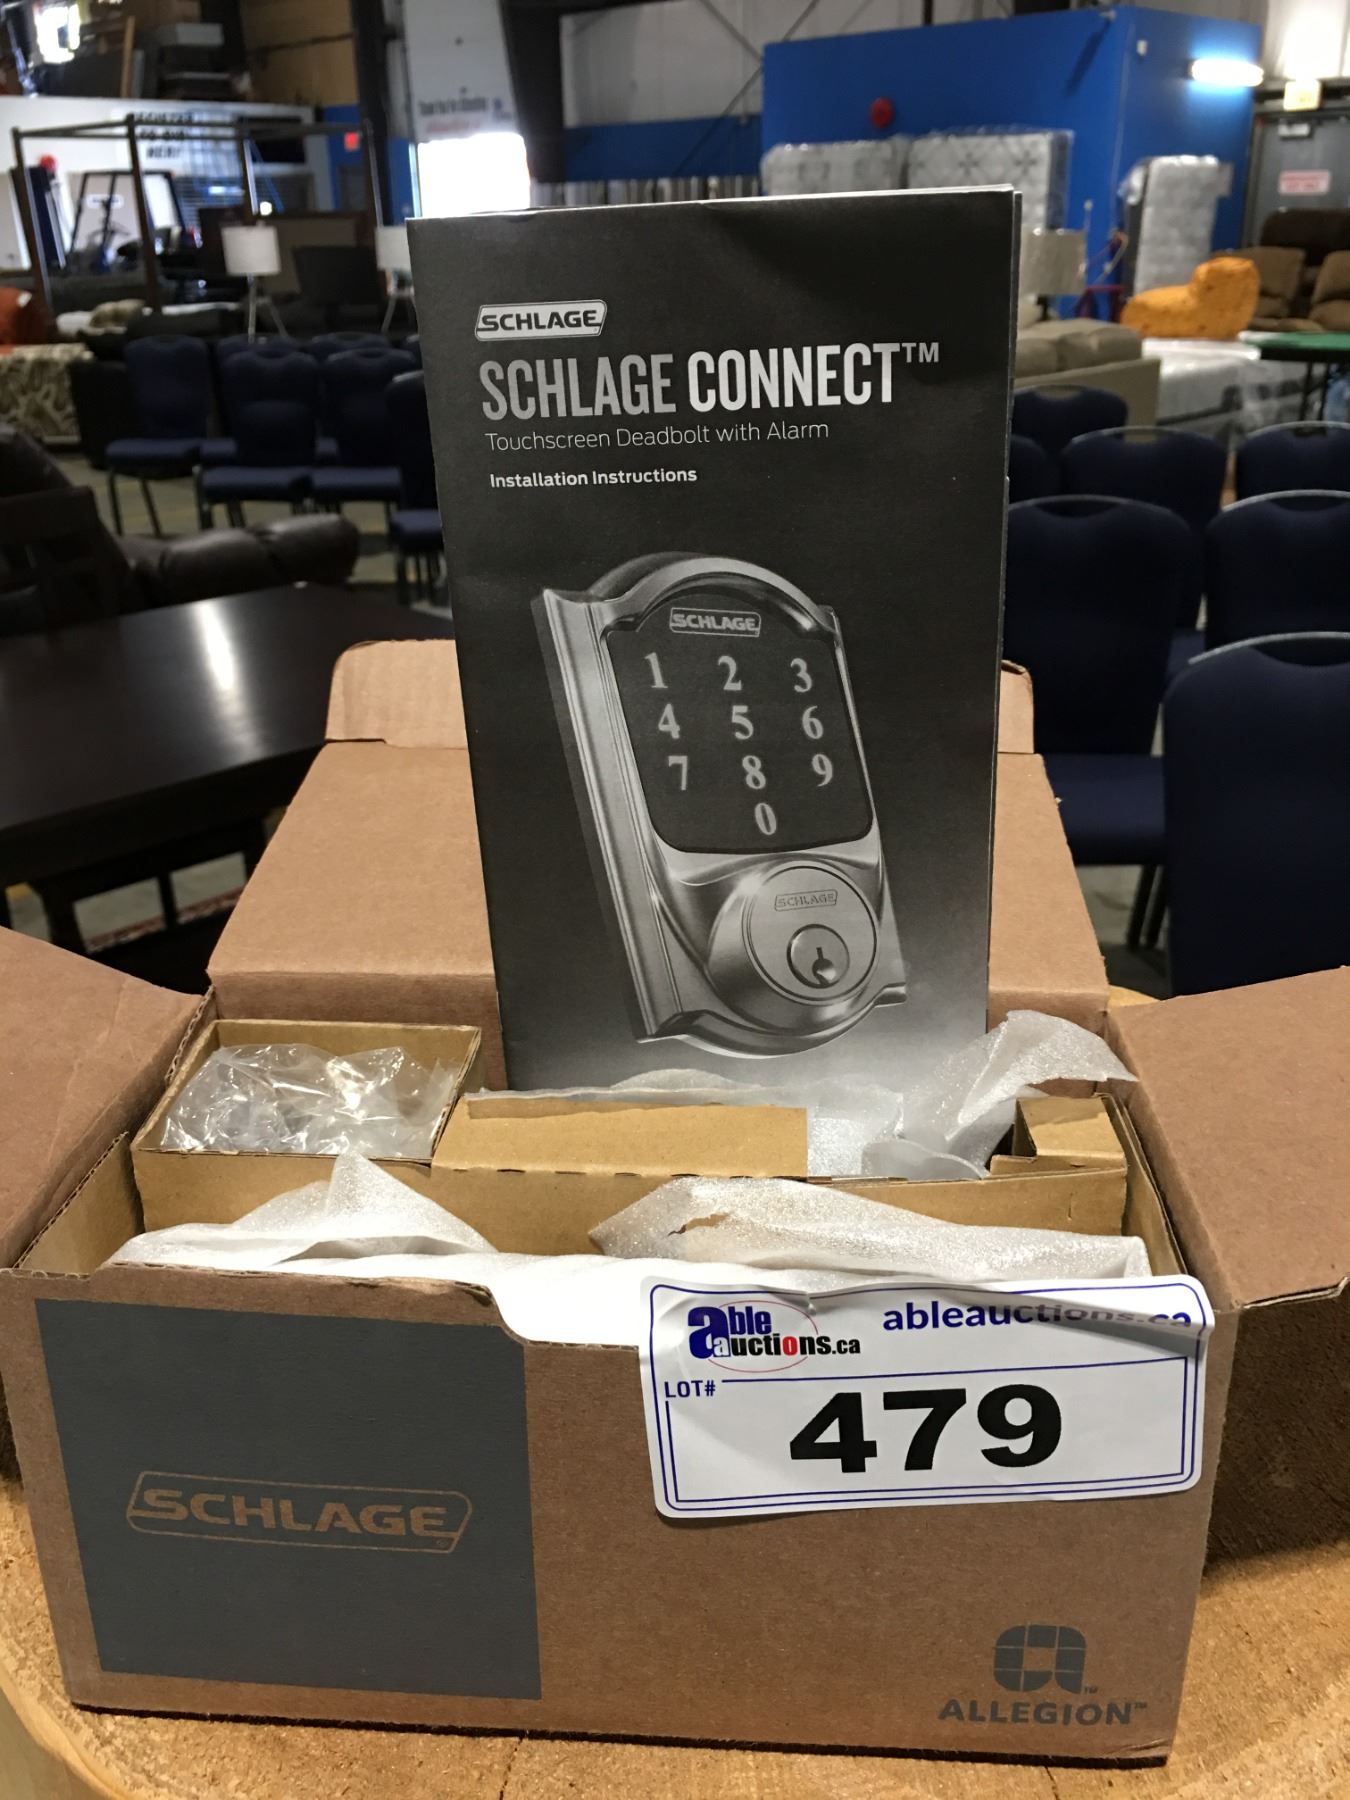 SCHLAGE
SCHLAGE CONNECT™
Touchscreen Deadbolt with Alarm
Installation Instructions
SCHLAGE
1 2 3
4 5 6
7 8 9
0
SCHLAGE
able auctions.ca
ableauctions.ca
LOT#
479
SCHLAGE
ALLEGION™